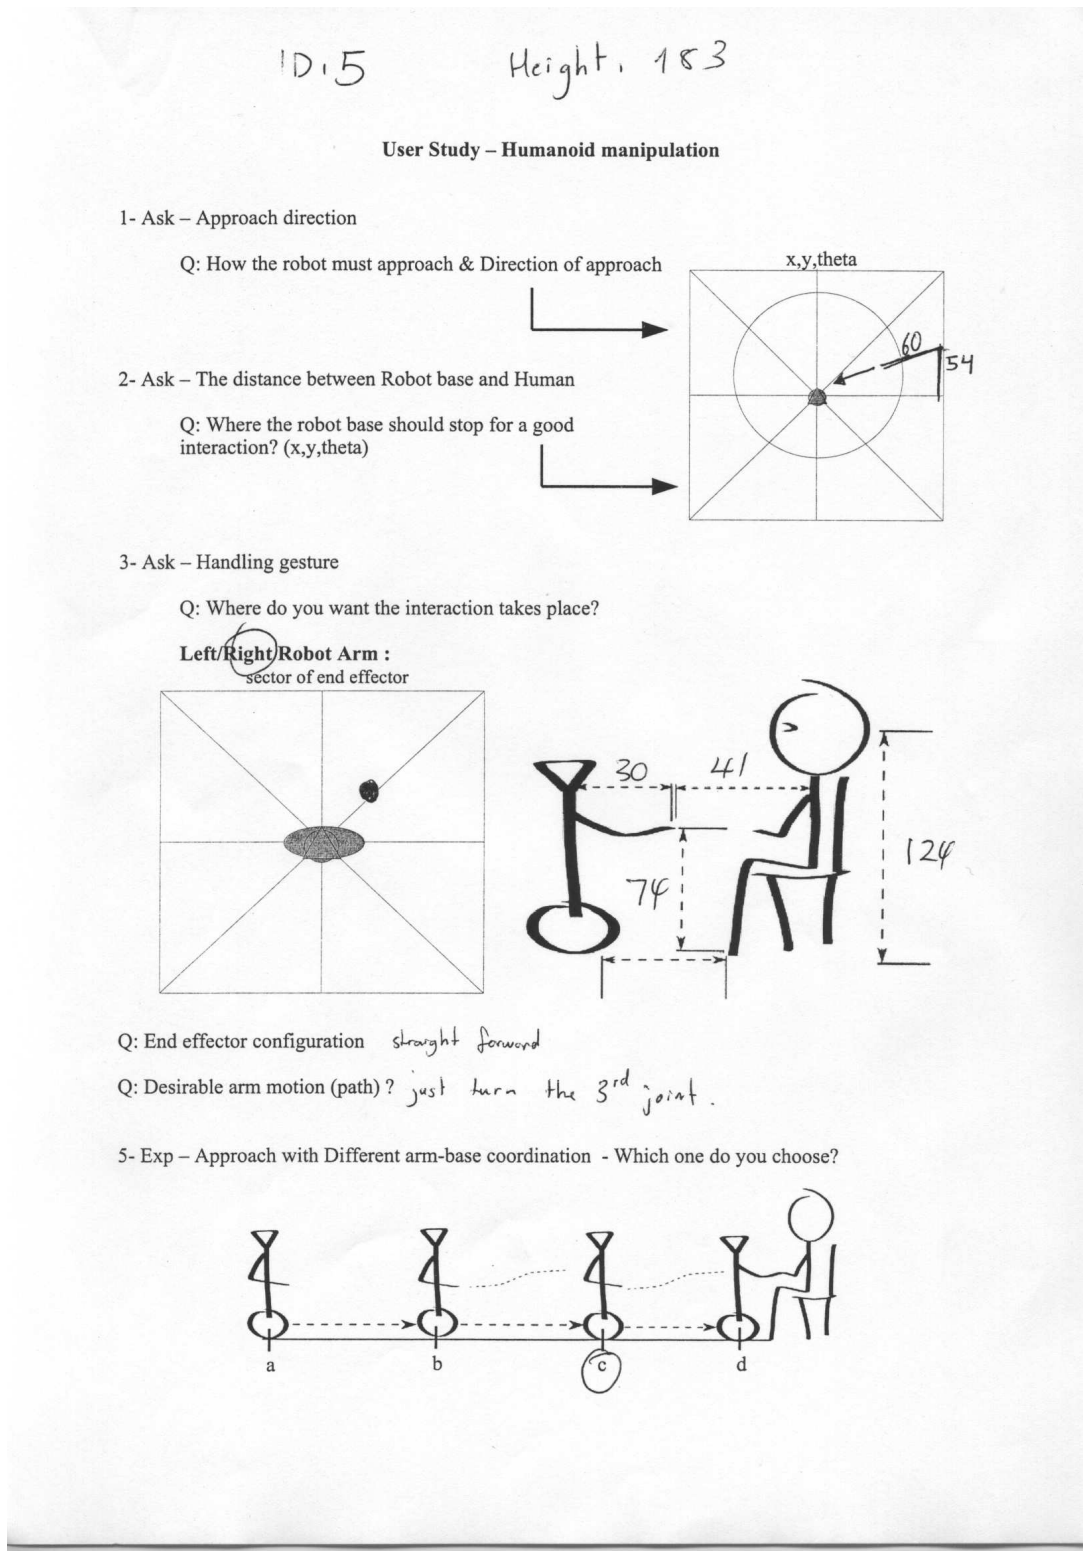 ID: 5 Height: 183
User Study – Humanoid manipulation
1- Ask – Approach direction
Q: How the robot must approach & Direction of approach
x,y,theta
60
54
2- Ask – The distance between Robot base and Human
Q: Where the robot base should stop for a good
interaction? (x,y,theta)
3- Ask – Handling gesture
Q: Where do you want the interaction takes place?
Left/Right Robot Arm :
sector of end effector
30 41
124
74
Q: End effector configuration straight forward
Q: Desirable arm motion (path) ? just turn the 3rd joint.
5- Exp – Approach with Different arm-base coordination - Which one do you choose?
a b c d